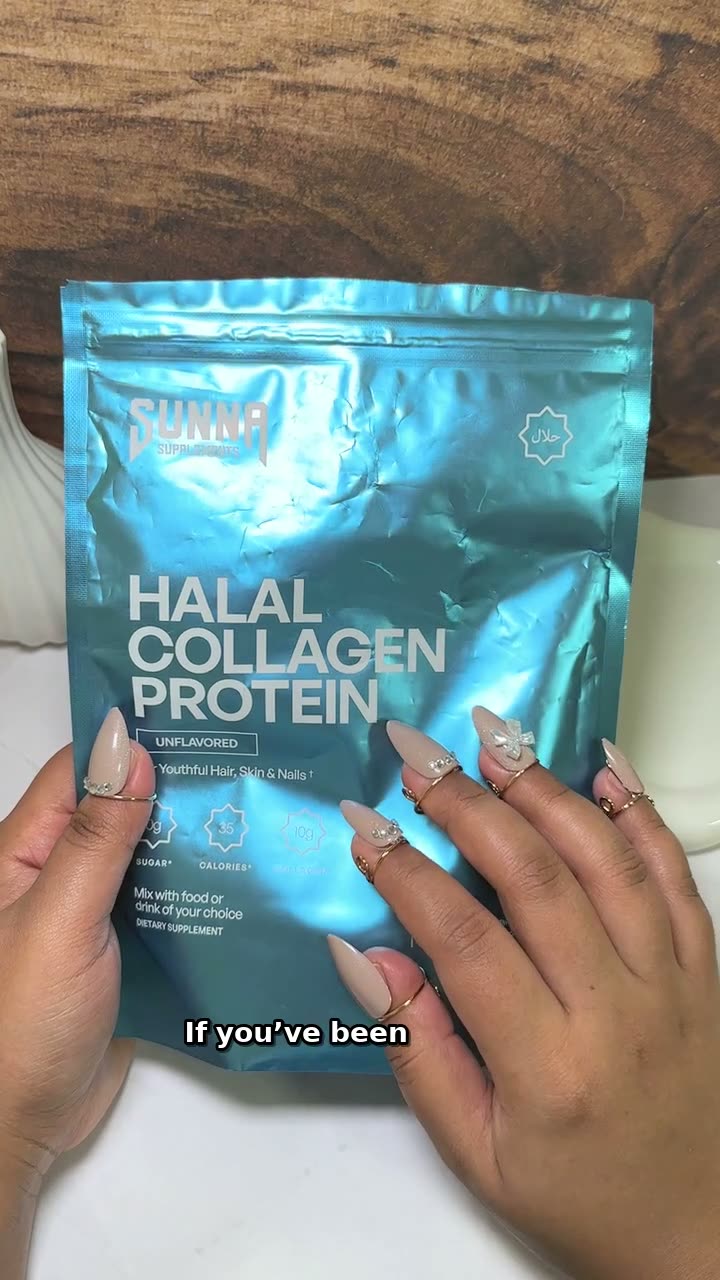 SUNNA
SUPPLEMENTS
حلال
HALAL
COLLAGEN
PROTEIN
UNFLAVORED
Youthful Hair, Skin & Nails †
35
10g
SUGAR*
CALORIES*
Mix with food or
drink of your choice
DIETARY SUPPLEMENT
If you’ve been